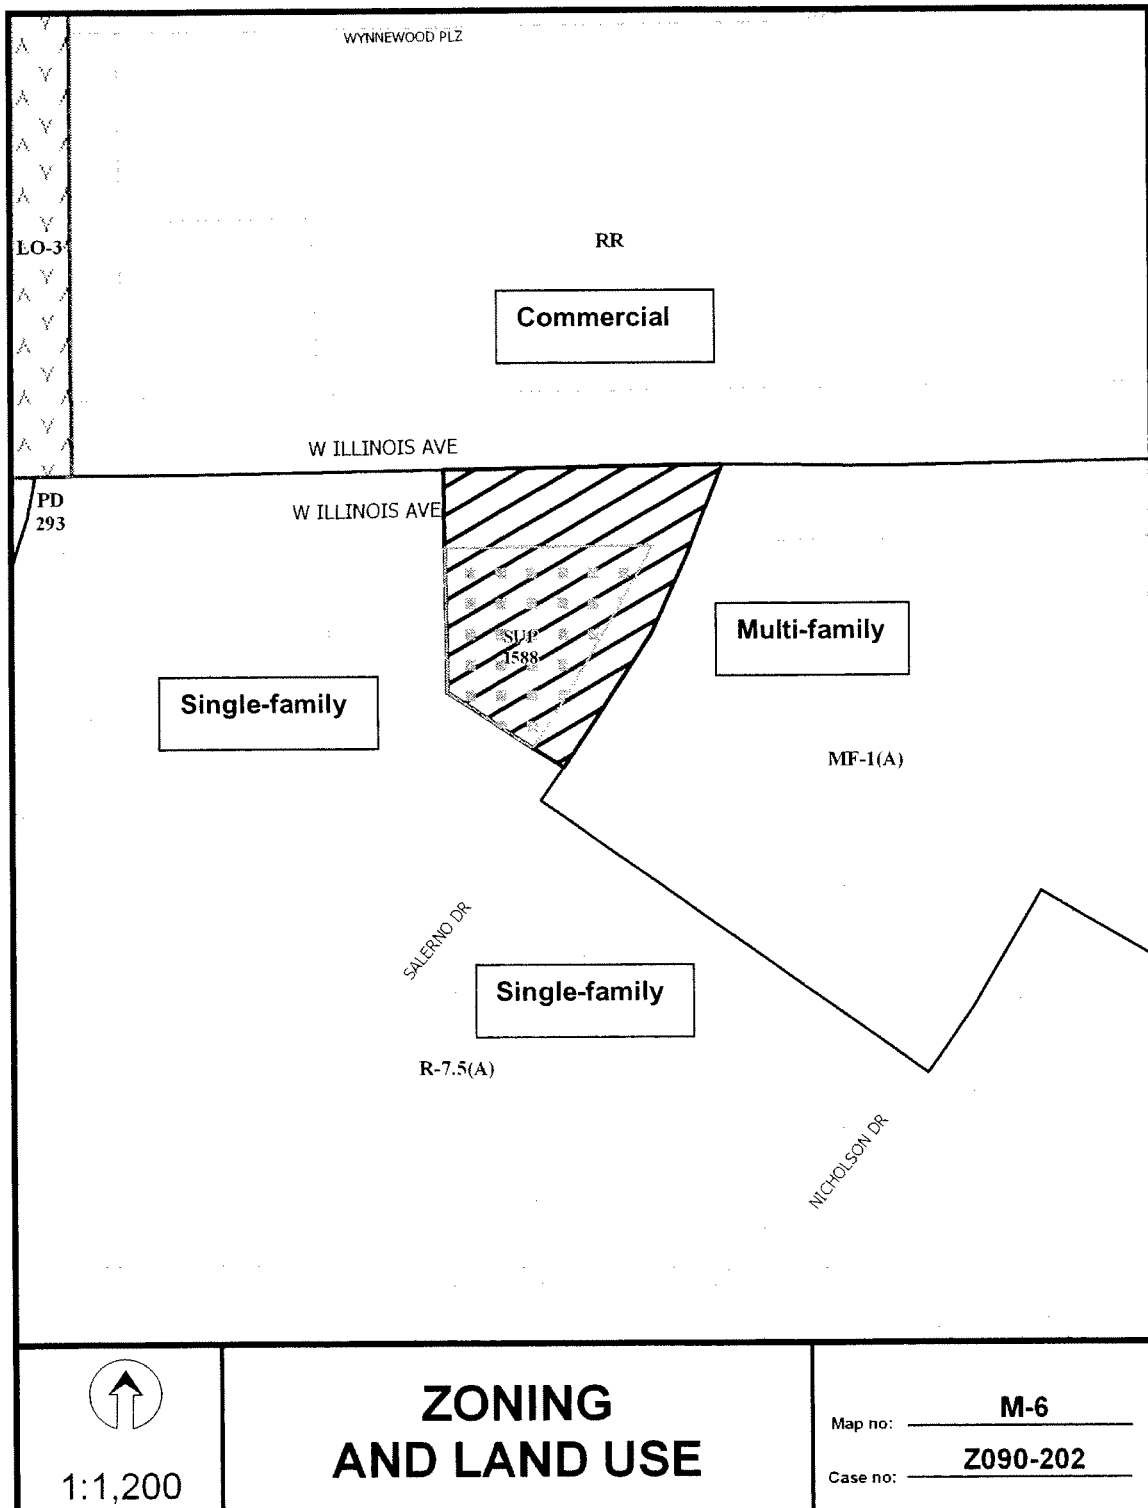 WYNNEWOOD PLZ
LO-3
RR
Commercial
W ILLINOIS AVE
PD
293
W ILLINOIS AVE
SUP
1588
Multi-family
Single-family
MF-1(A)
SALERNO DR
Single-family
R-7.5(A)
NICHOLSON DR
1:1,200
ZONING
AND LAND USE
Map no: M-6
Case no: Z090-202